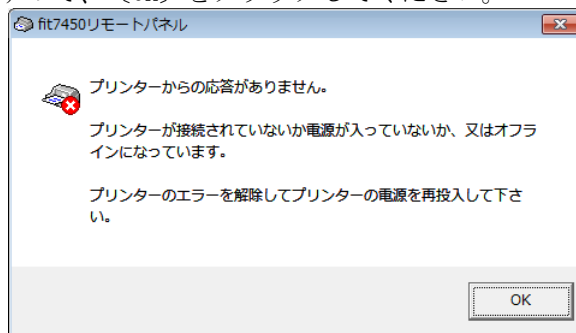 fit7450リモートパネル
プリンターからの応答がありません。
プリンターが接続されていないか電源が入っていないか、又はオフラ
インになっています。
プリンターのエラーを解除してプリンターの電源を再投入して下さ
い。
OK